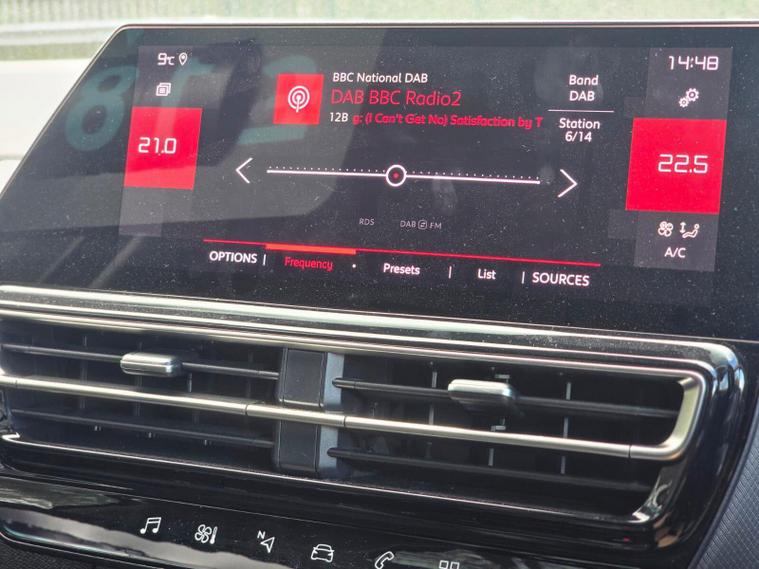 9°C
14:48
BBC National DAB
DAB BBC Radio2
12B g: (I Can't Get No) Satisfaction by T
Band
DAB
Station
6/14
21.0
22.5
RDS DAB FM
A/C
OPTIONS | Frequency • Presets | List | SOURCES
N